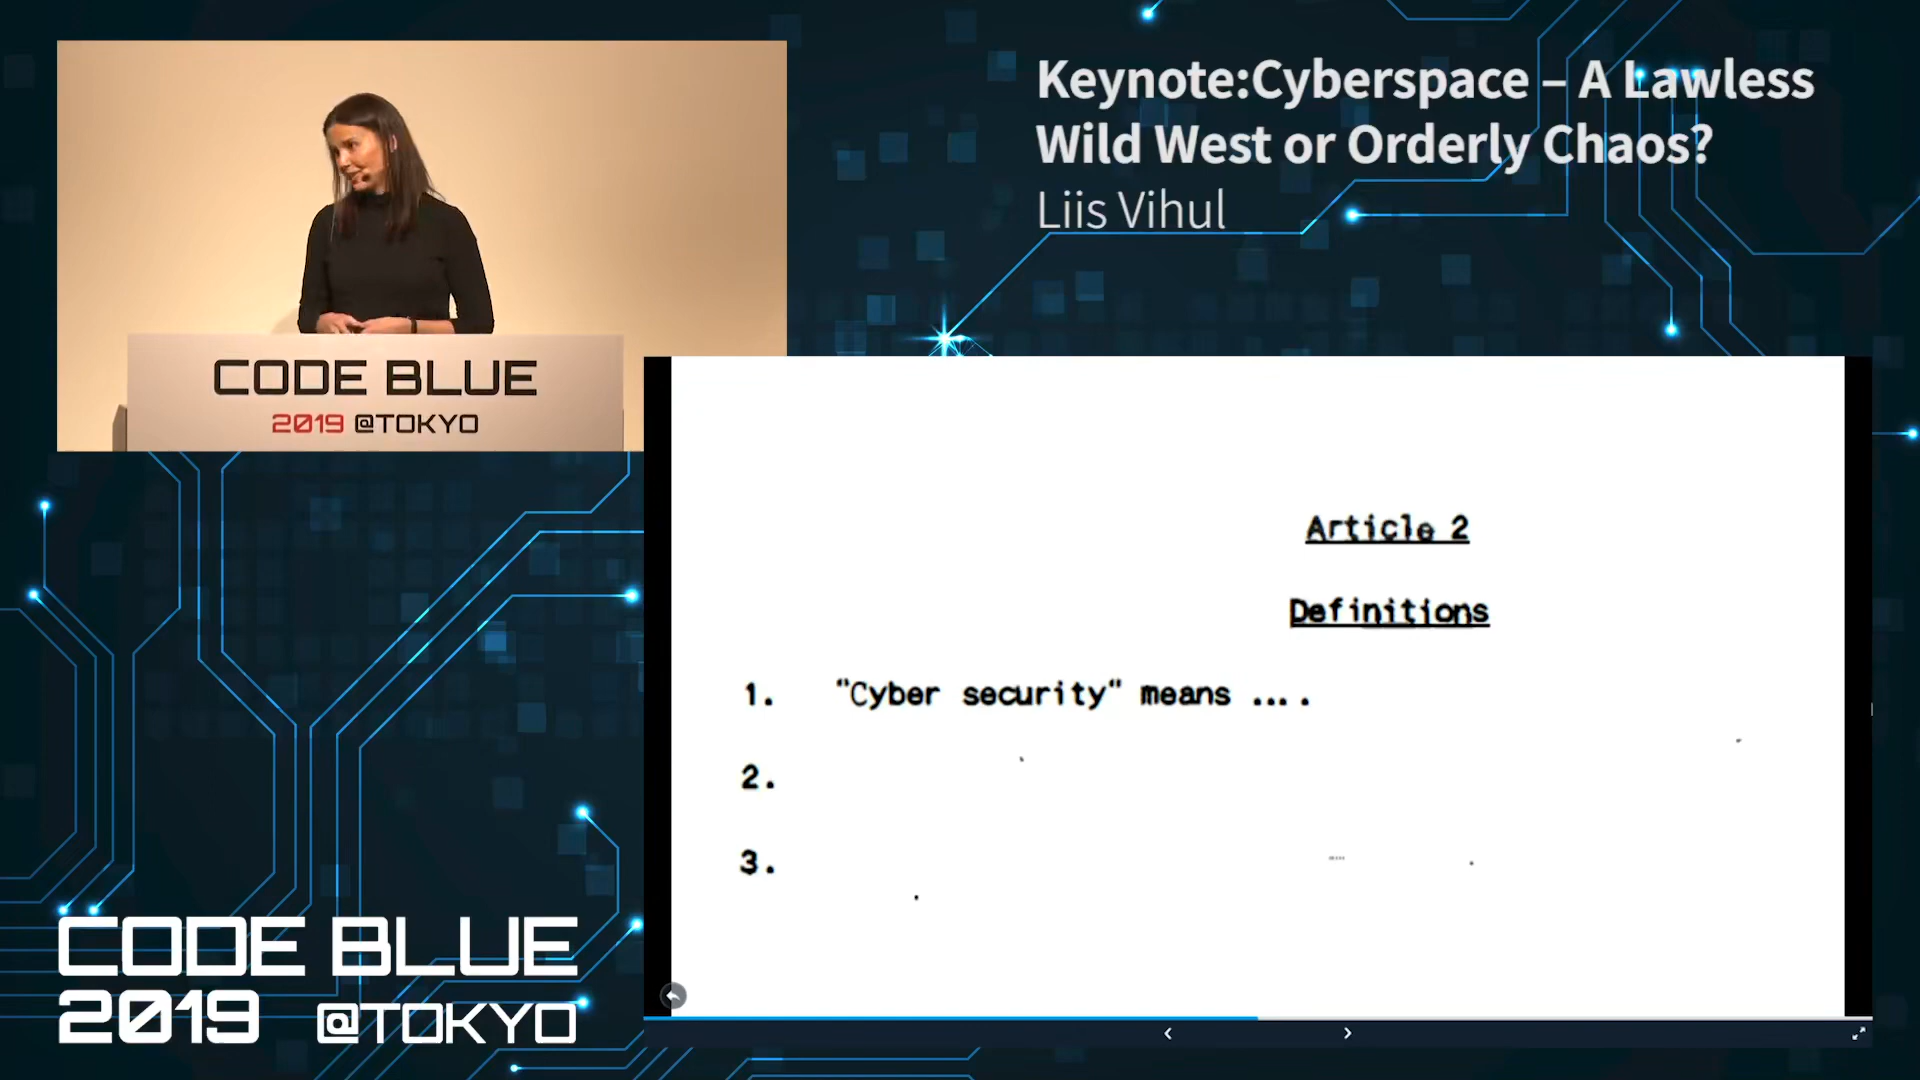 Keynote:Cyberspace – A Lawless
Wild West or Orderly Chaos?
Liis Vihul
CODE BLUE
2019 @TOKYO
Article 2
Definitions
1. "Cyber security" means ....
2.
3.
CODE BLUE
2019 @TOKYO